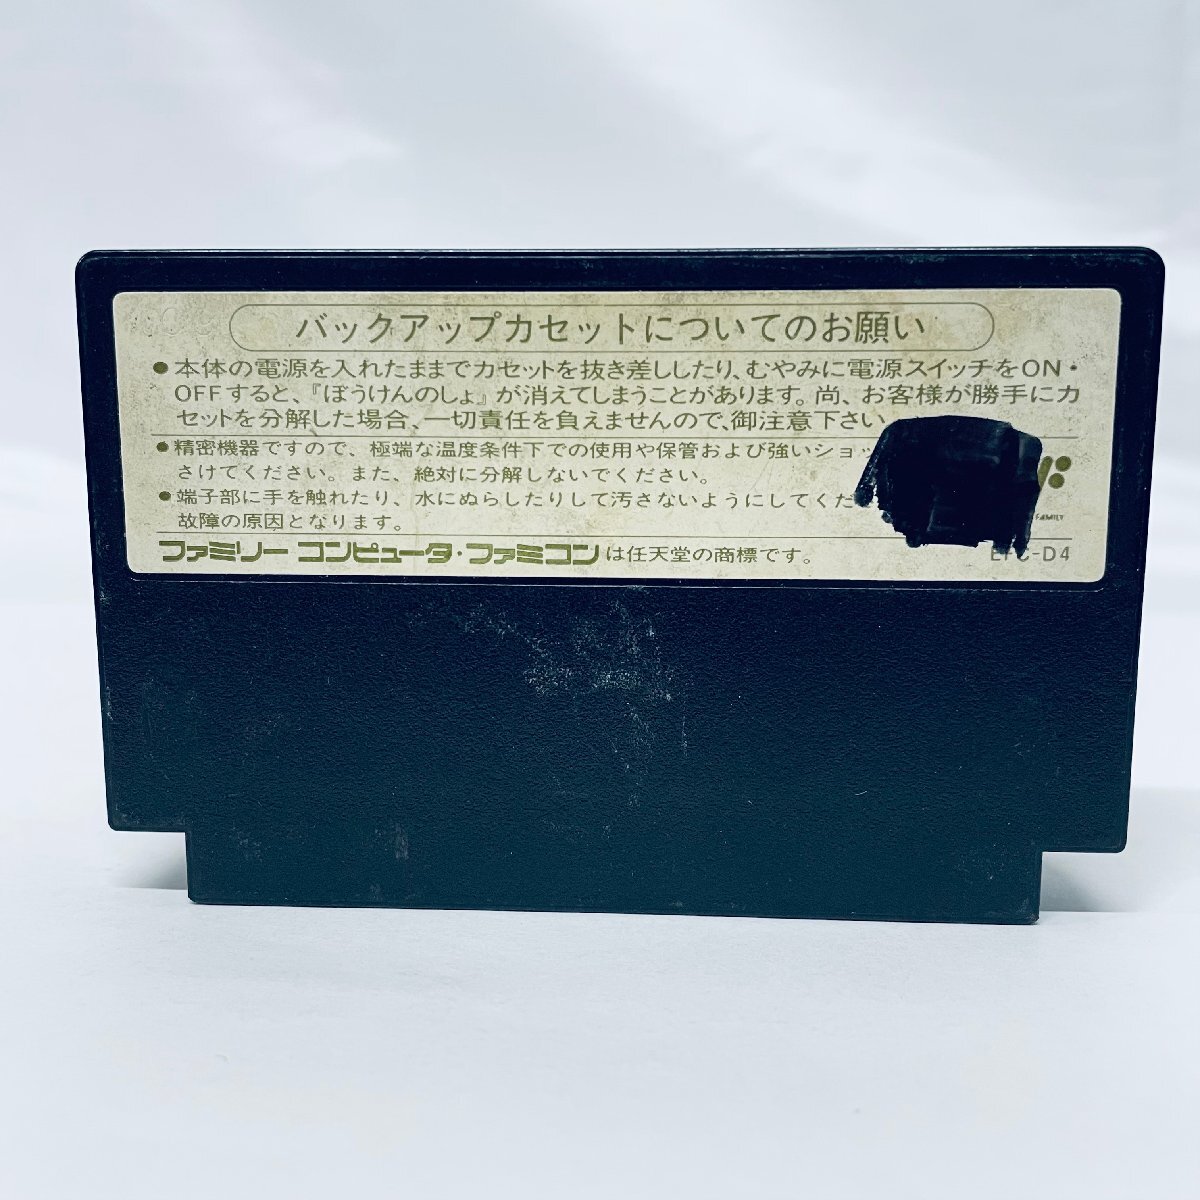 バックアップカセットについてのお願い
●本体の電源を入れたままでカセットを抜き差ししたり、むやみに電源スイッチをON・
OFFすると、『ぼうけんのしょ』が消えてしまうことがあります。尚、お客様が勝手にカ
セットを分解した場合、一切責任を負えませんので、御注意下さい
●精密機器ですので、極端な温度条件下での使用や保管および強いショッ
さけてください。また、絶対に分解しないでください。
●端子部に手を触れたり、水にぬらしたりして汚さないようにしてくだ
故障の原因となります。
FAMILY
ファミリー コンピュータ・ファミコンは任天堂の商標です。
EFC-D4